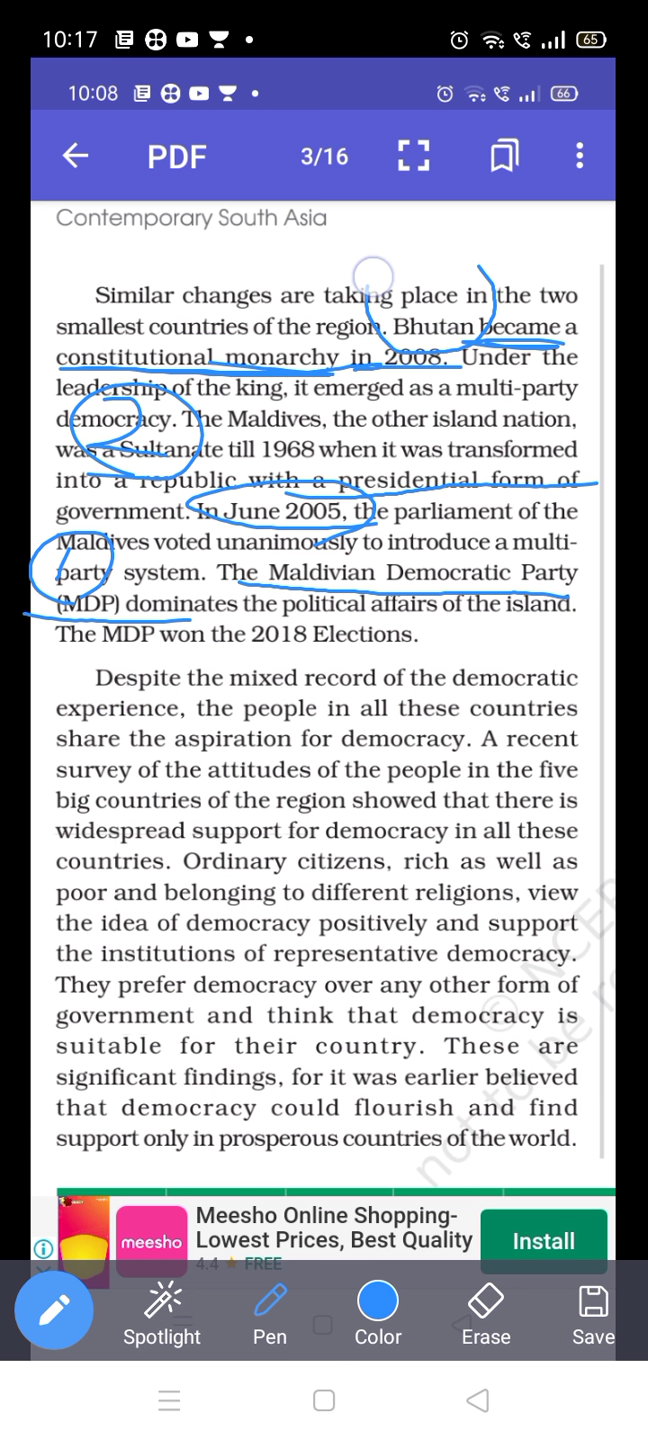 10:17
65
10:08
66
PDF 3/16
Contemporary South Asia
Similar changes are taking place in the two
smallest countries of the region. Bhutan became a
constitutional monarchy in 2008. Under the
leadership of the king, it emerged as a multi-party
democracy. The Maldives, the other island nation,
was a Sultanate till 1968 when it was transformed
into a republic with a presidential form of
government. In June 2005, the parliament of the
Maldives voted unanimously to introduce a multi-
party system. The Maldivian Democratic Party
(MDP) dominates the political affairs of the island.
The MDP won the 2018 Elections.
2
1
Despite the mixed record of the democratic
experience, the people in all these countries
share the aspiration for democracy. A recent
survey of the attitudes of the people in the five
big countries of the region showed that there is
widespread support for democracy in all these
countries. Ordinary citizens, rich as well as
poor and belonging to different religions, view
the idea of democracy positively and support
the institutions of representative democracy.
They prefer democracy over any other form of
government and think that democracy is
suitable for their country. These are
significant findings, for it was earlier believed
that democracy could flourish and find
support only in prosperous countries of the world.
© NCER
not to be re
meesho
Meesho Online Shopping-
Lowest Prices, Best Quality
4.4 ★ FREE
Install
Spotlight Pen Color Erase Save